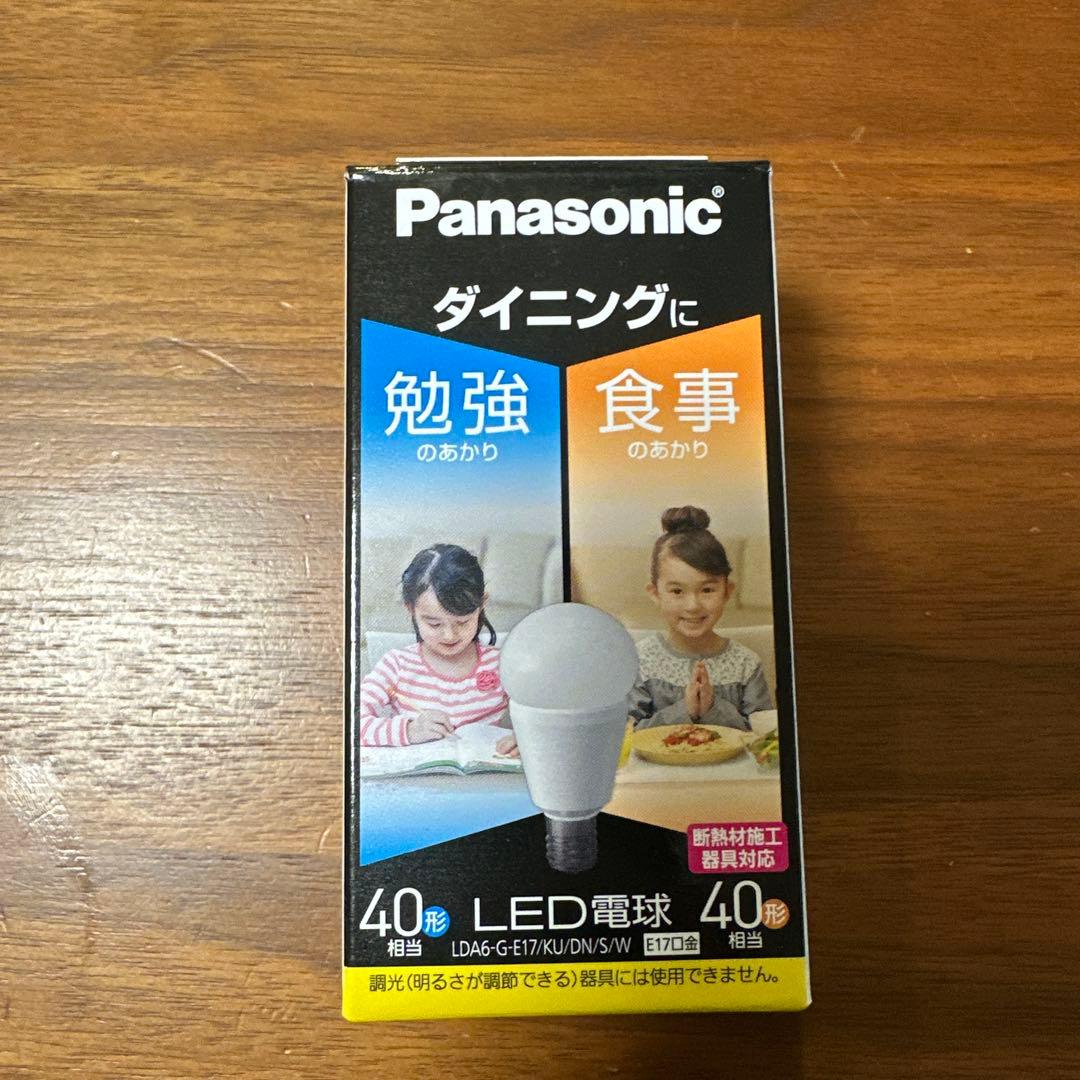 Panasonic®
ダイニングに
勉強
のあかり
食事
のあかり
断熱材施工
器具対応
40形
相当
LED電球
LDA6-G-E17/KU/DN/S/W E17口金
40形
相当
調光(明るさが調節できる)器具には使用できません。